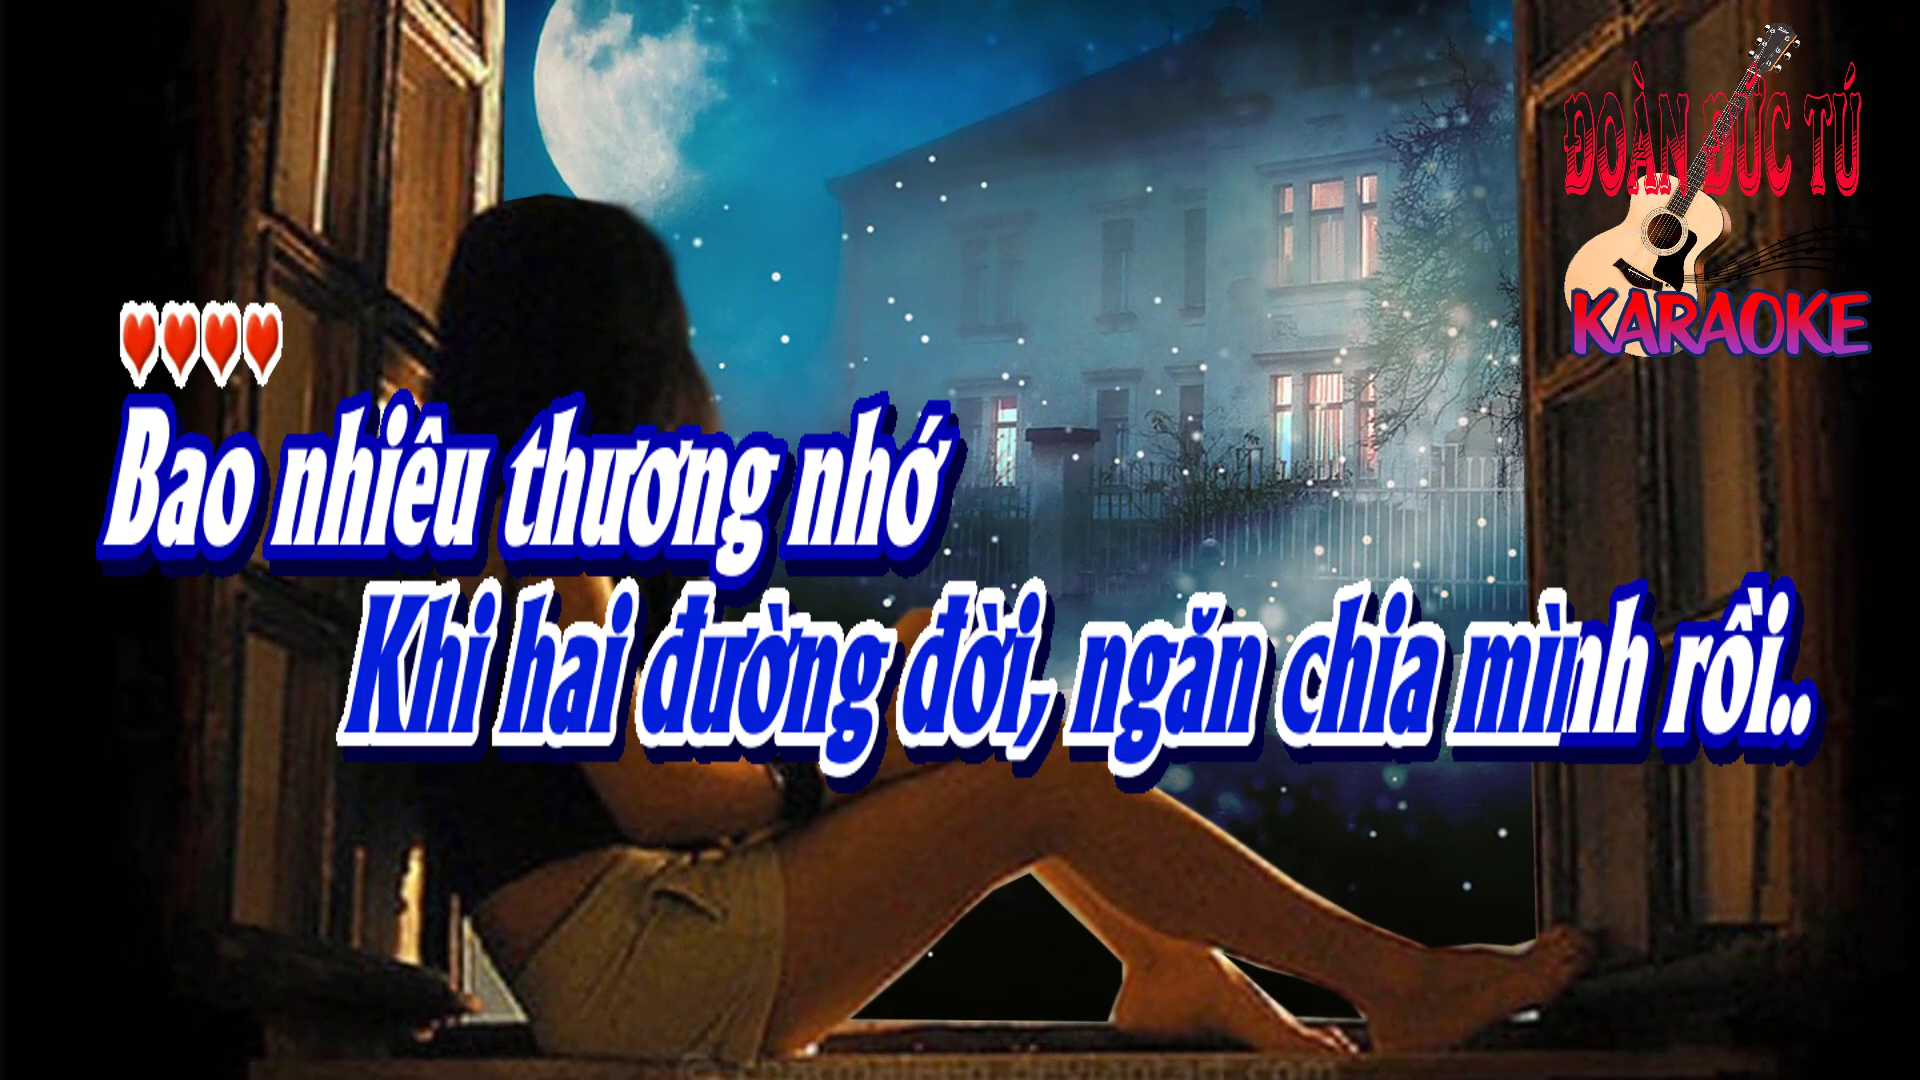 ĐOÀN ĐỨC TÚ
KARAOKE
Bao nhiêu thương nhớ
Khi hai đường đời, ngăn chia mình rồi..